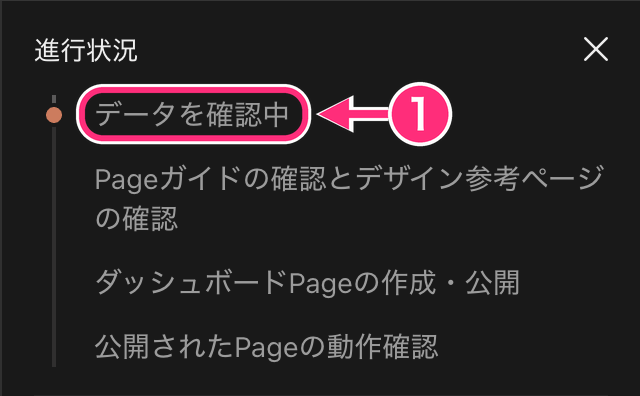 進行状況
データを確認中
1
Pageガイドの確認とデザイン参考ページ
の確認
ダッシュボードPageの作成・公開
公開されたPageの動作確認